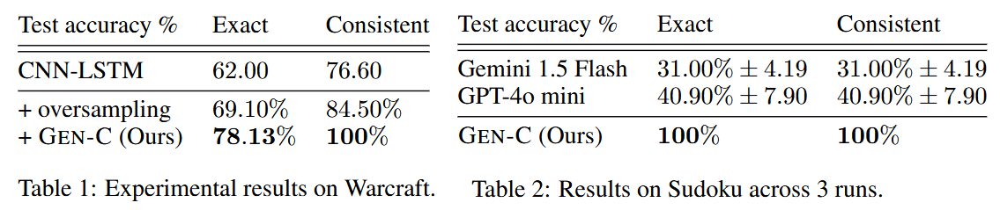 Test accuracy % Exact Consistent
CNN-LSTM 62.00 76.60
+ oversampling 69.10% 84.50%
+ GEN-C (Ours) 78.13% 100%
Table 1: Experimental results on Warcraft.
Test accuracy % Exact Consistent
Gemini 1.5 Flash 31.00% ± 4.19 31.00% ± 4.19
GPT-4o mini 40.90% ± 7.90 40.90% ± 7.90
GEN-C (Ours) 100% 100%
Table 2: Results on Sudoku across 3 runs.